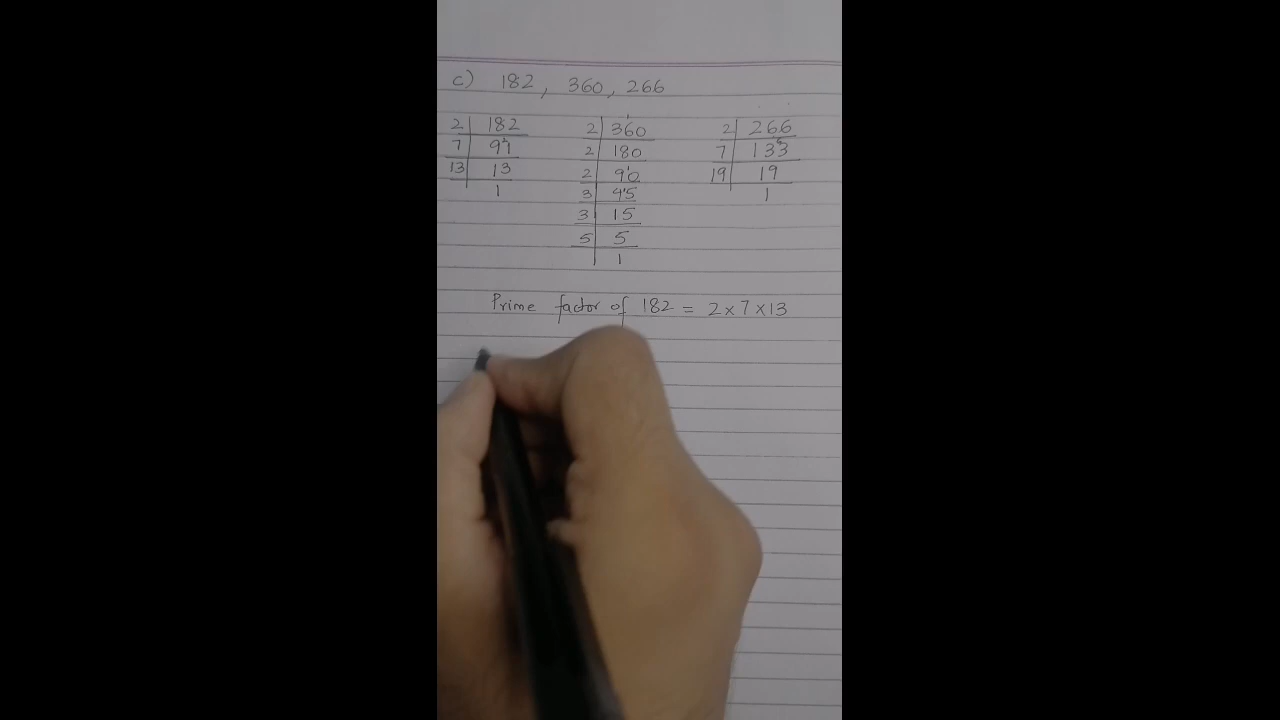 c) 182, 360, 266
2 182 2 360 2 266
7 91 2 180 7 133
13 13 2 90 19 19
1 3 45 1
3 15
5 5
1
Prime factor of 182 = 2 × 7 × 13